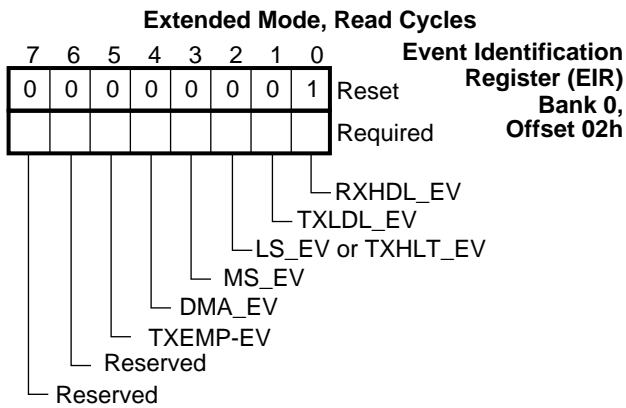 Extended Mode, Read Cycles
7 6 5 4 3 2 1 0
Event Identification
Register (EIR)
Bank 0,
Offset 02h
0 0 0 0 0 0 0 1 Reset
Required
RXHDL_EV
TXLDL_EV
LS_EV or TXHLT_EV
MS_EV
DMA_EV
TXEMP-EV
Reserved
Reserved